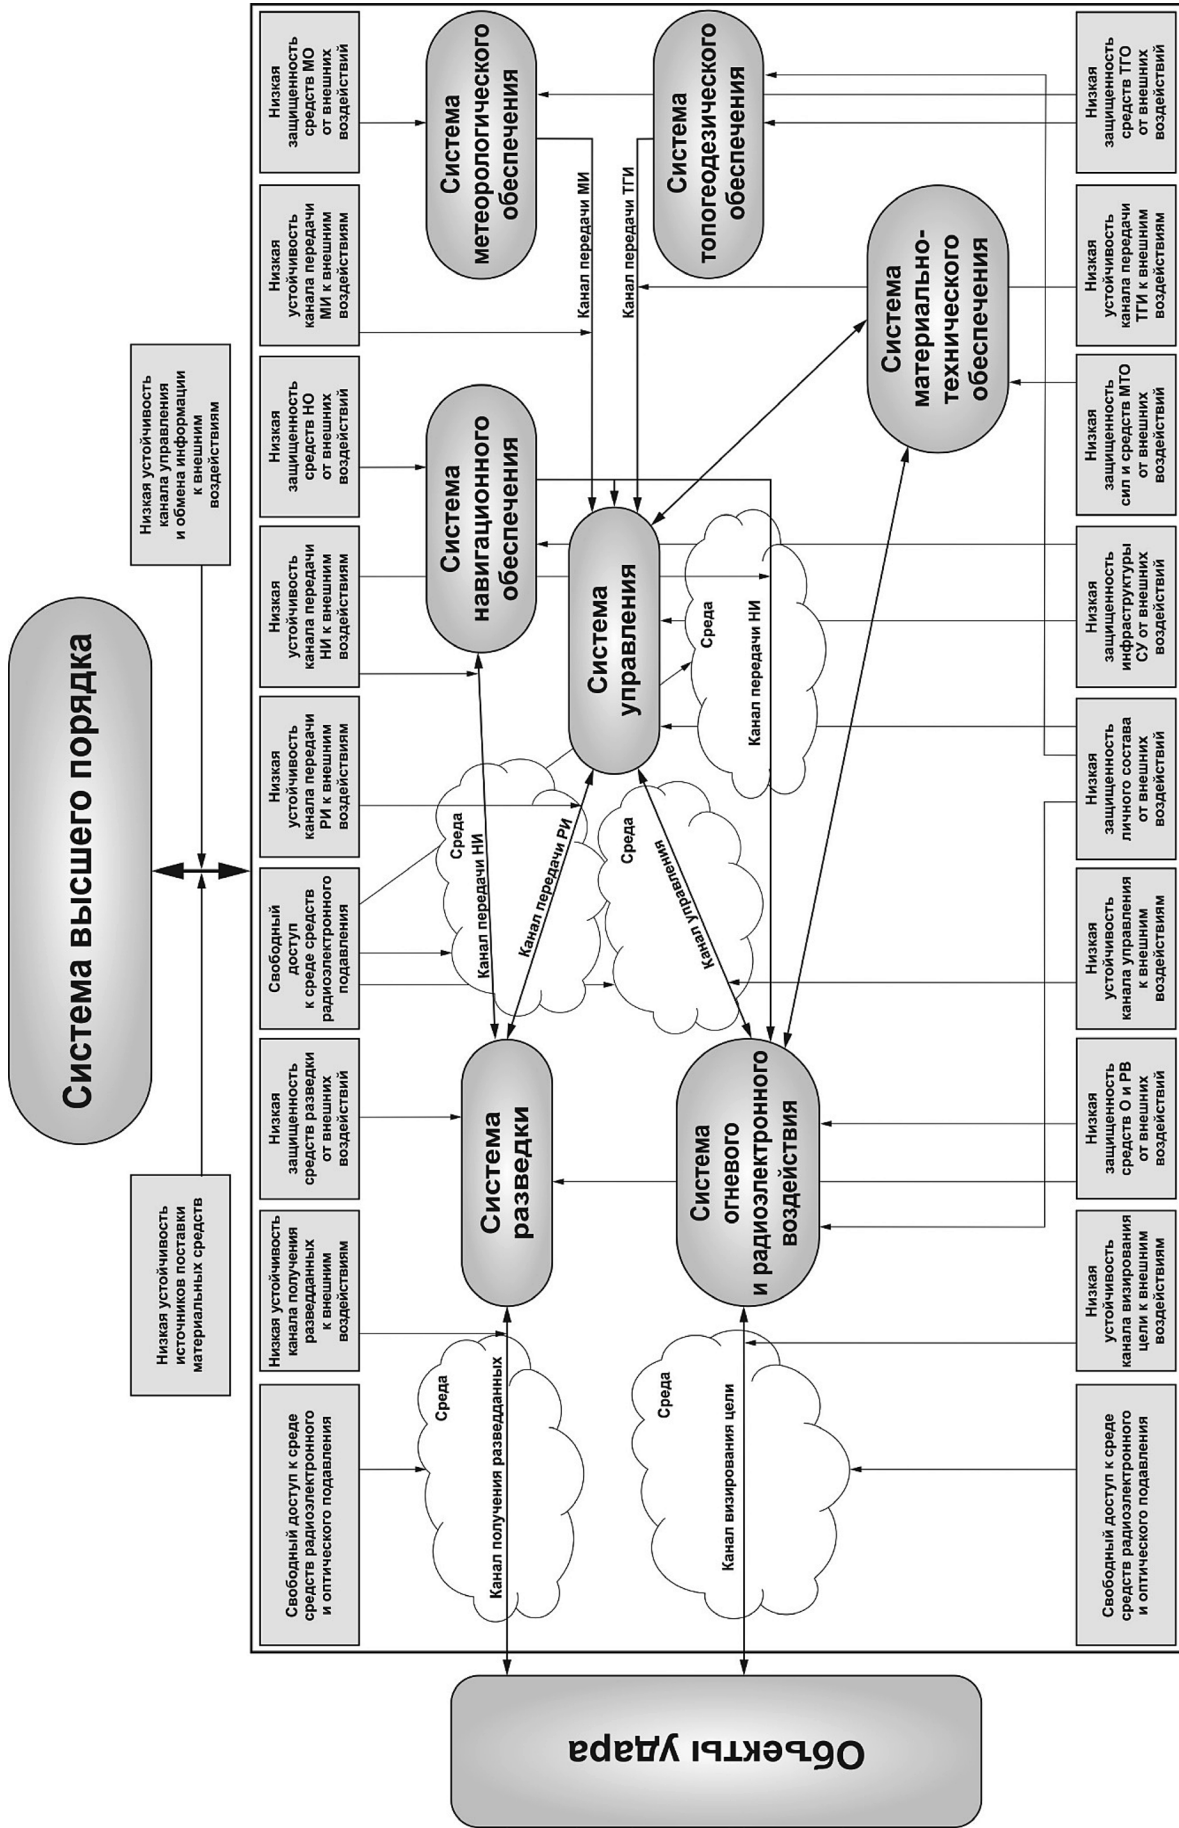 Система высшего порядка
Низкая устойчивость
источников поставки
материальных средств
Низкая устойчивость
канала управления
и обмена информации
к внешним
воздействиям
Свободный доступ к среде
средств радиоэлектронного
и оптического подавления
Низкая устойчивость
канала получения
разведданных
к внешним
воздействиям
Низкая
защищенность
средств разведки
от внешних
воздействий
Свободный
доступ
к среде средств
радиоэлектронного
подавления
Низкая
устойчивость
канала передачи
РИ к внешним
воздействиям
Низкая
устойчивость
канала передачи
НИ к внешним
воздействиям
Низкая
защищенность
средств НО
от внешних
воздействий
Низкая
устойчивость
канала передачи
МИ к внешним
воздействиям
Низкая
защищенность
средств МО
от внешних
воздействий
Объекты удара
Среда
Канал получения разведданных
Система
разведки
Среда
Канал передачи НИ
Канал передачи РИ
Система
навигационного
обеспечения
Система
метеорологического
обеспечения
Канал передачи МИ
Среда
Канал управления
Система
управления
Канал передачи ТГИ
Среда
Канал визирования цели
Система
огневого
и радиоэлектронного
воздействия
Среда
Канал передачи НИ
Система
топогеодезического
обеспечения
Система
материально-
технического
обеспечения
Свободный доступ к среде
средств радиоэлектронного
и оптического подавления
Низкая
устойчивость
канала визирования
цели к внешним
воздействиям
Низкая
защищенность
средств О и РВ
от внешних
воздействий
Низкая
устойчивость
канала управления
к внешним
воздействиям
Низкая
защищенность
личного состава
от внешних
воздействий
Низкая
защищенность
инфраструктуры
СУ от внешних
воздействий
Низкая
защищенность
сил и средств МТО
от внешних
воздействий
Низкая
устойчивость
канала передачи
ТГИ к внешним
воздействиям
Низкая
защищенность
средств ТГО
от внешних
воздействий